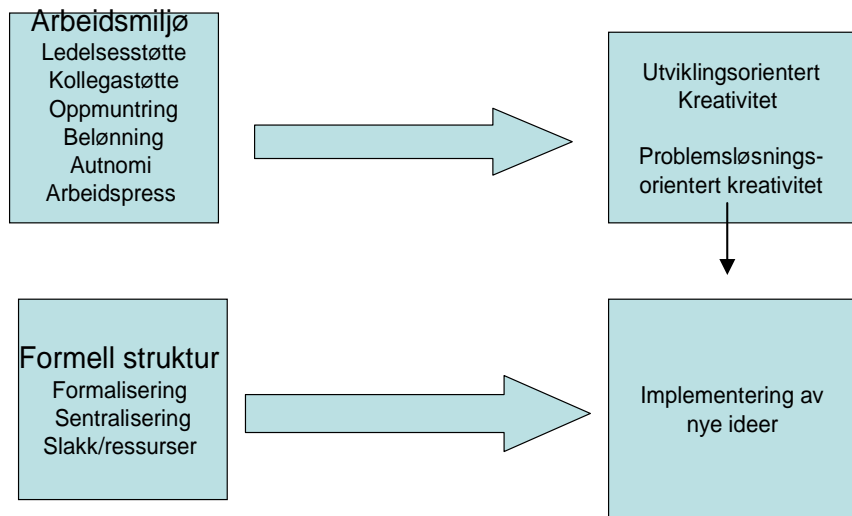 Arbeidsmiljø
Ledelsesstøtte
Kollegastøtte
Oppmuntring
Belønning
Autnomi
Arbeidspress
Utviklingsorientert
Kreativitet
Problemsløsnings-
orientert kreativitet
Formell struktur
Formalisering
Sentralisering
Slakk/ressurser
Implementering av
nye ideer